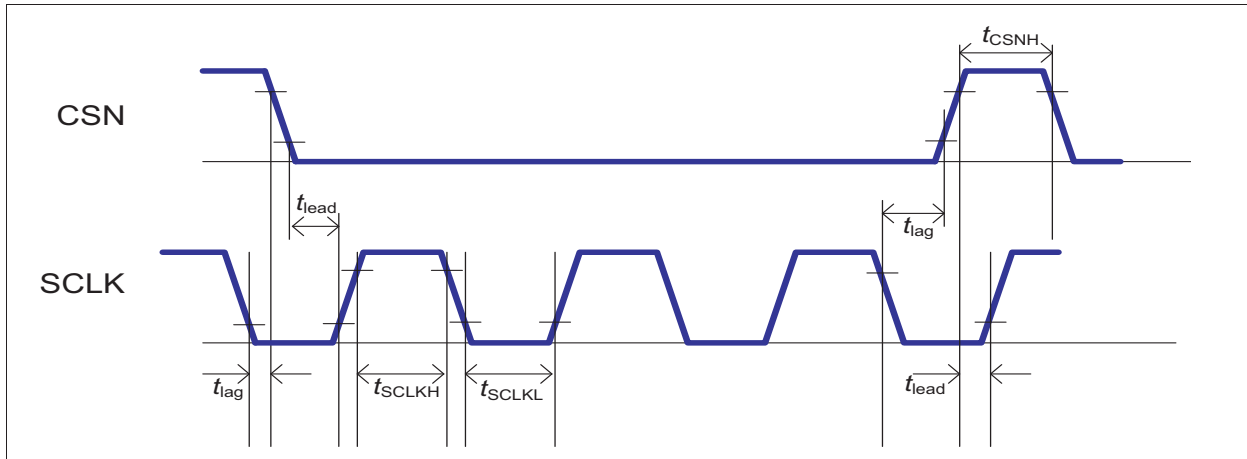 tCSNH
CSN
tlead
tlag
SCLK
tlag
tSCLKH
tSCLKL
tlead